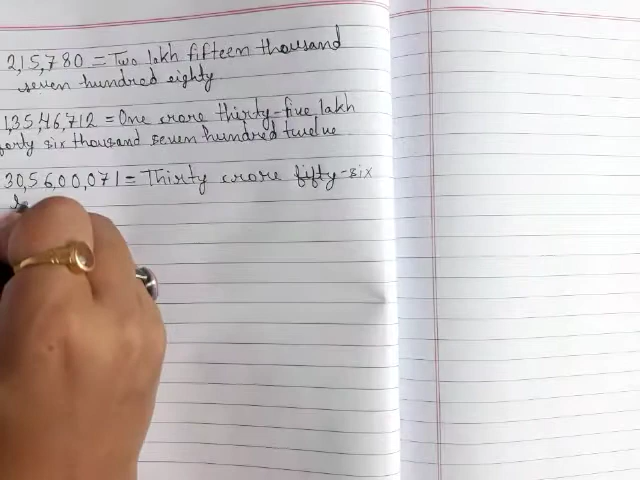 2,15,780 = Two lakh fifteen thousand
seven hundred eighty
1,35,46,712 = One crore thirty-five lakh
forty six thousand seven hundred twelve
30,56,00,071 = Thirty crore fifty-six